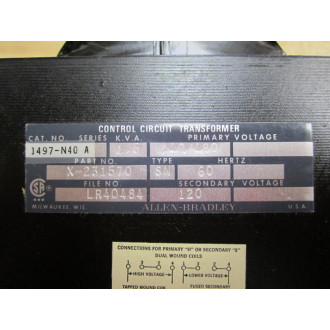 CONTROL CIRCUIT TRANSFORMER
CAT. NO. SERIES K.V.A. PRIMARY VOLTAGE
1497-N40 A
PART NO. TYPE HERTZ
X-231570 SM 60
FILE NO. SECONDARY VOLTAGE
LR40484 120
SA
MILWAUKEE, WIS. ALLEN-BRADLEY U.S.A.
CONNECTIONS FOR PRIMARY "H" OR SECONDARY "X"
DUAL WOUND COILS
HIGH VOLTAGE LOWER VOLTAGE
TAPPED WOUND COIL FUSED SECONDARY